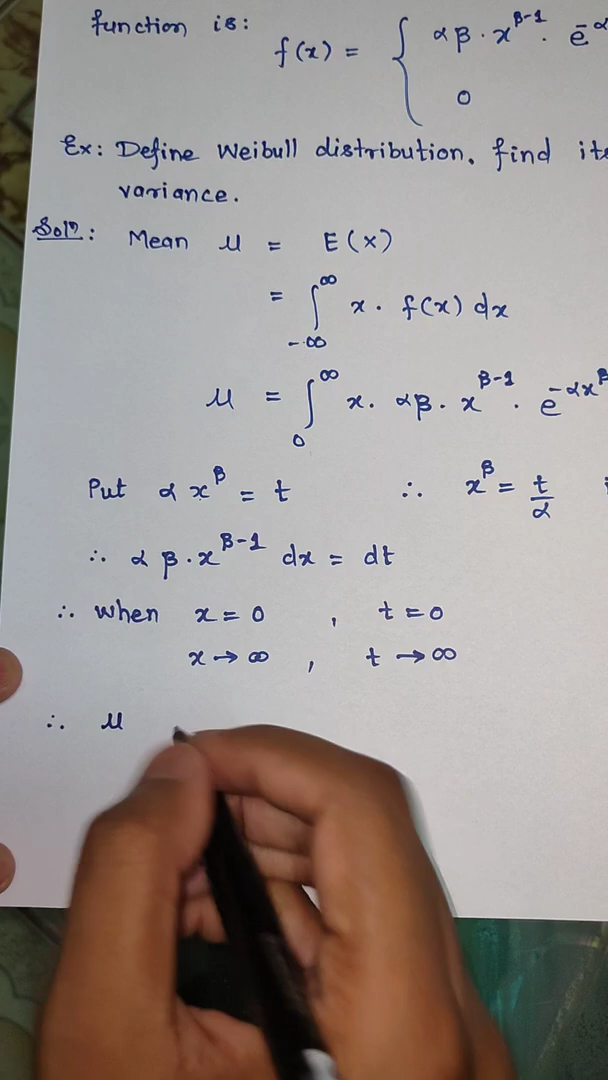 function is:
f(x) = { αβ · x^{β-1} · e^{-α
0
Ex: Define Weibull distribution. find its
variance.
Solⁿ: Mean μ = E(x)
= ∫_{-∞}^{∞} x · f(x) dx
μ = ∫_{0}^{∞} x · αβ · x^{β-1} · e^{-αx^β}
Put αx^β = t ∴ x^β = t/α
∴ αβ · x^{β-1} dx = dt
∴ when x = 0 , t = 0
x → ∞ , t → ∞
∴ μ